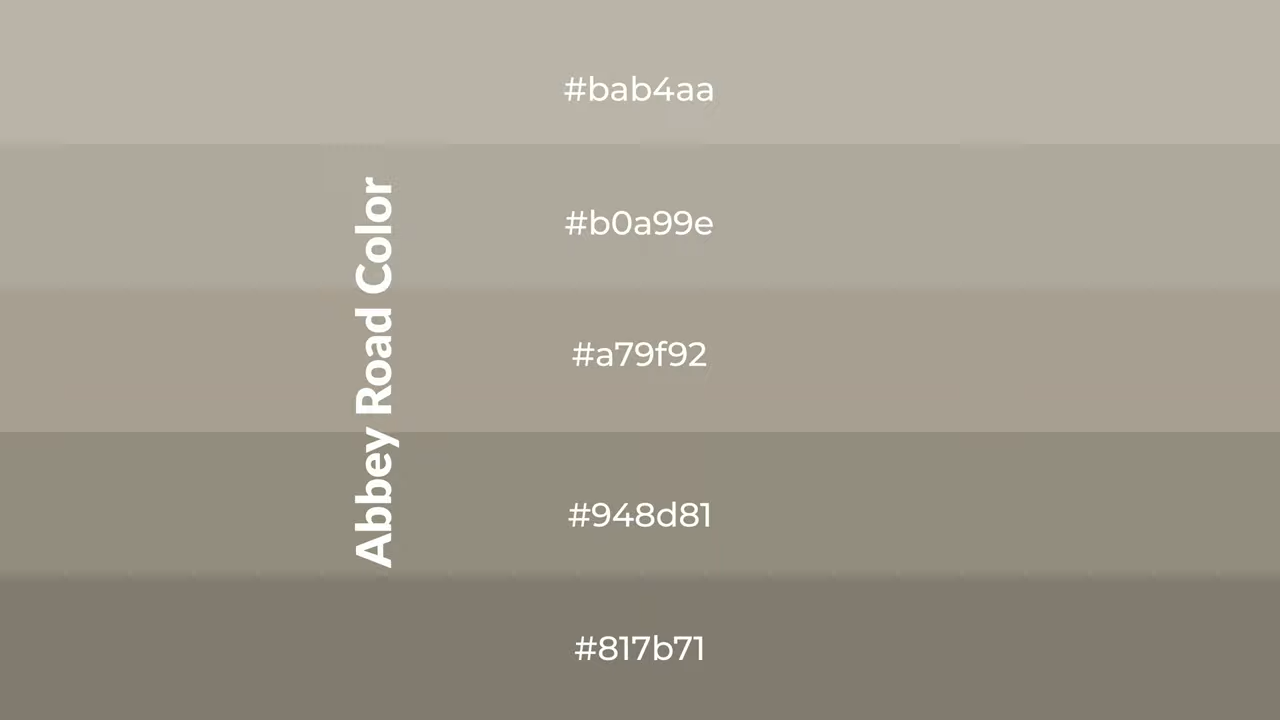 Abbey Road Color
#bab4aa
#b0a99e
#a79f92
#948d81
#817b71